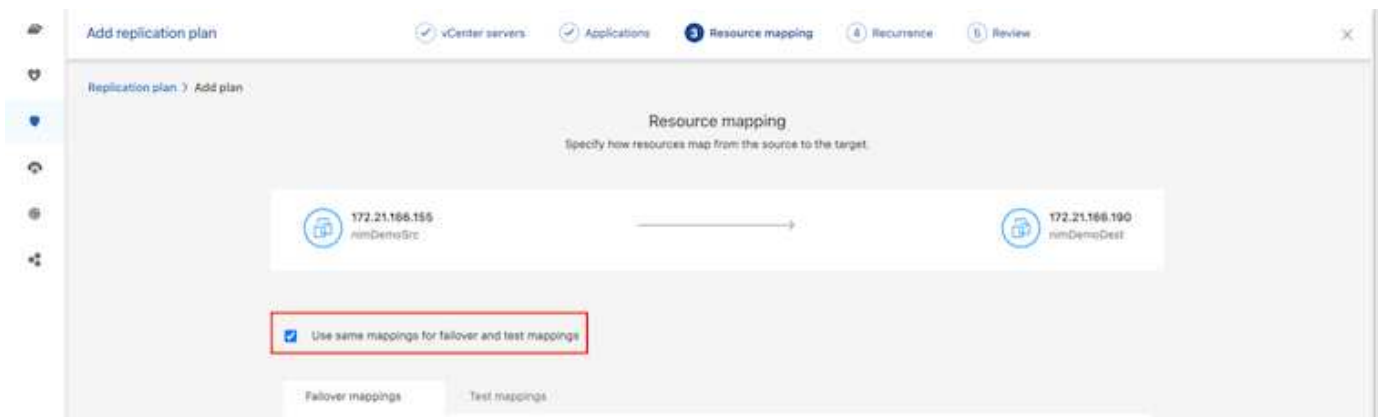 Add replication plan
vCenter servers
Applications
3 Resource mapping
4 Recurrence
5 Review
Replication plan > Add plan
Resource mapping
Specify how resources map from the source to the target.
172.21.166.155
nimDemoSrc
172.21.166.190
nimDemoDest
Use same mappings for failover and test mappings
Failover mappings
Test mappings